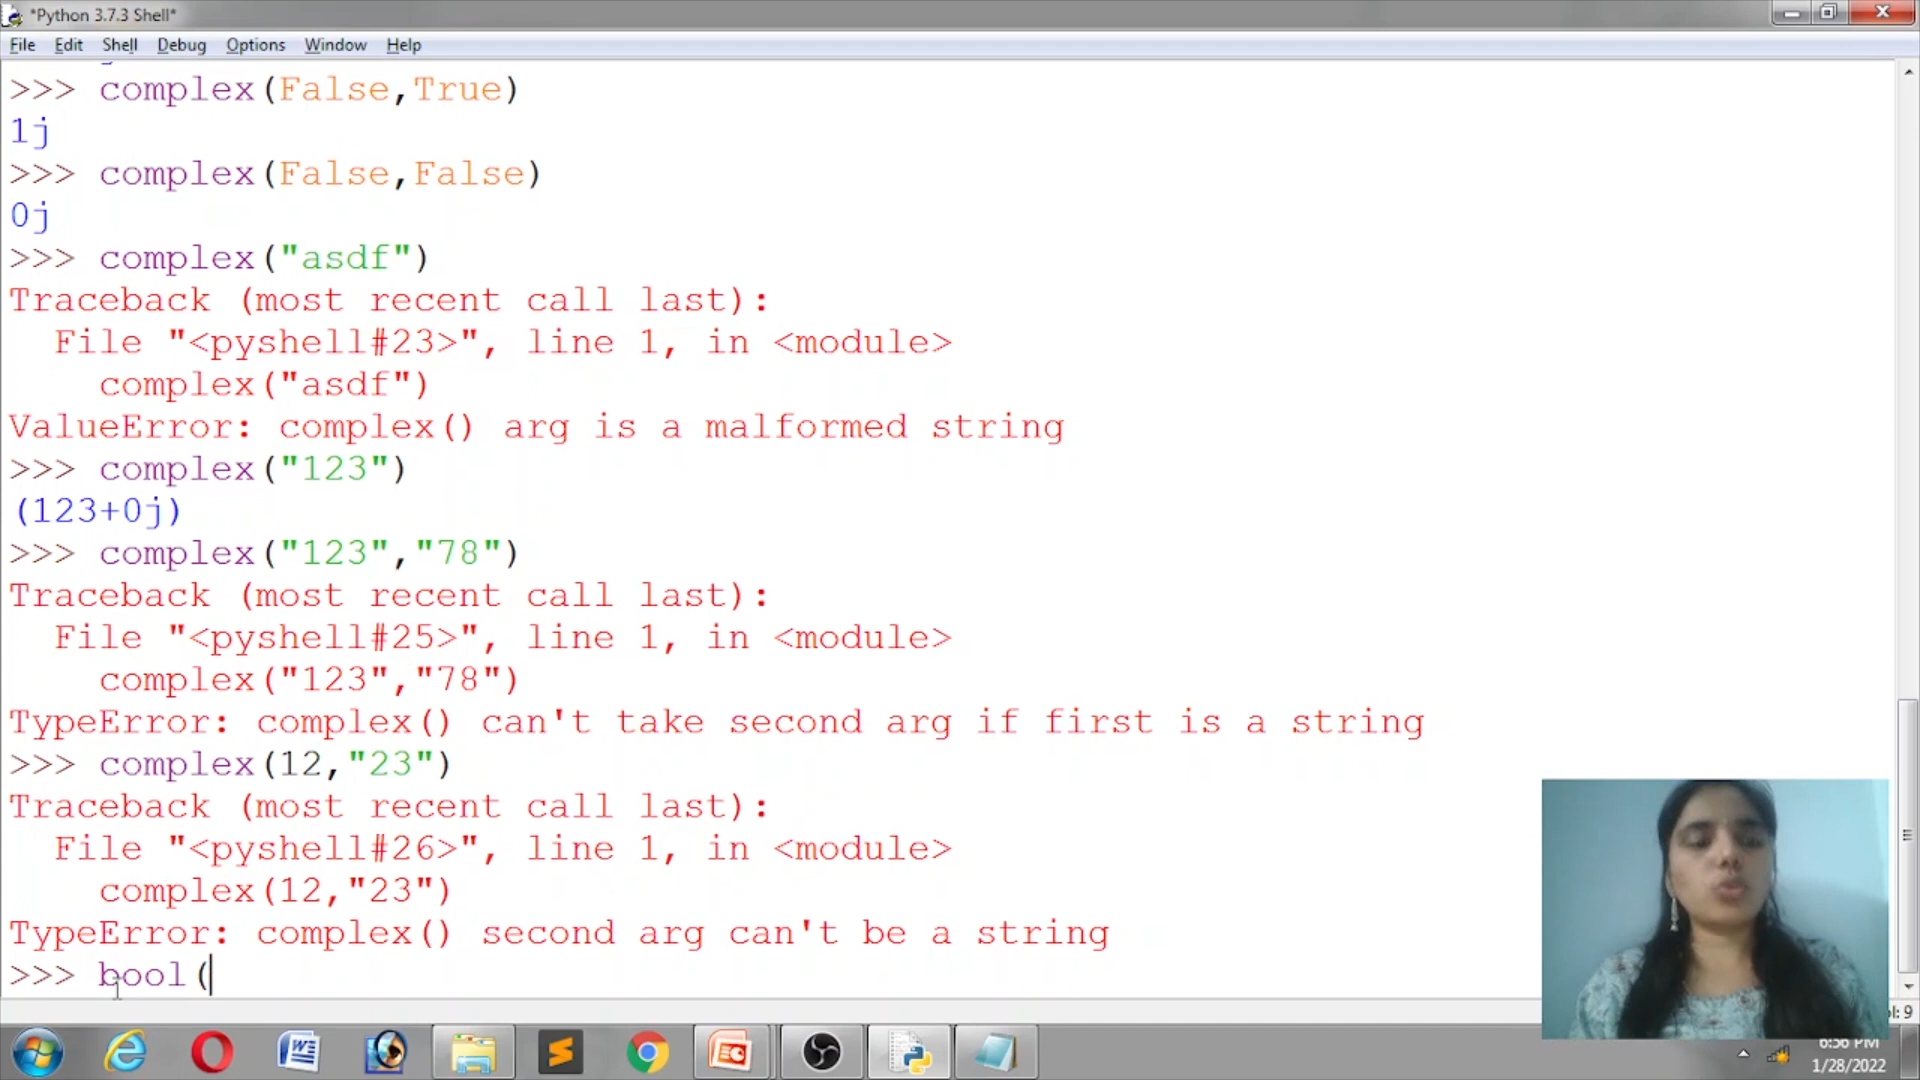 *Python 3.7.3 Shell*
File Edit Shell Debug Options Window Help
>>> complex(False,True)
1j
>>> complex(False,False)
0j
>>> complex("asdf")
Traceback (most recent call last):
  File "<pyshell#23>", line 1, in <module>
    complex("asdf")
ValueError: complex() arg is a malformed string
>>> complex("123")
(123+0j)
>>> complex("123","78")
Traceback (most recent call last):
  File "<pyshell#25>", line 1, in <module>
    complex("123","78")
TypeError: complex() can't take second arg if first is a string
>>> complex(12,"23")
Traceback (most recent call last):
  File "<pyshell#26>", line 1, in <module>
    complex(12,"23")
TypeError: complex() second arg can't be a string
>>> bool(
6:56 PM
1/28/2022